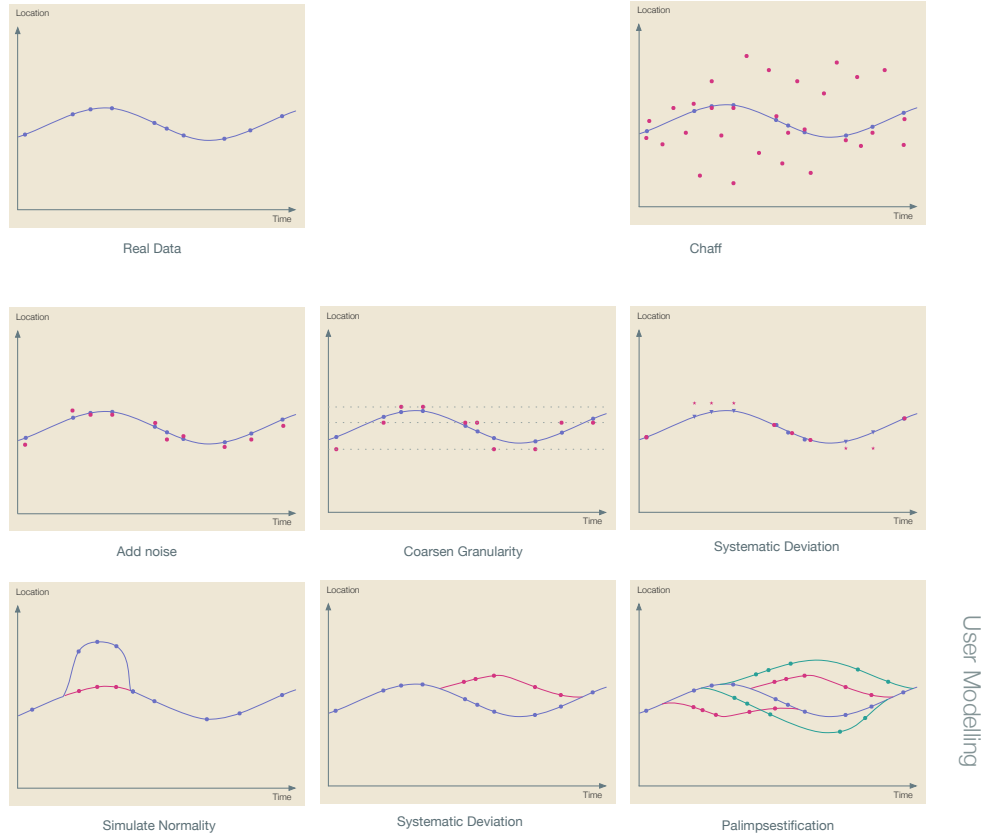 Location
Time
Real Data
Location
Time
Chaff
Location
Time
Add noise
Location
Time
Coarsen Granularity
Location
Time
Systematic Deviation
Location
Time
Simulate Normality
Location
Time
Systematic Deviation
Location
Time
Palimpsestification
User Modelling